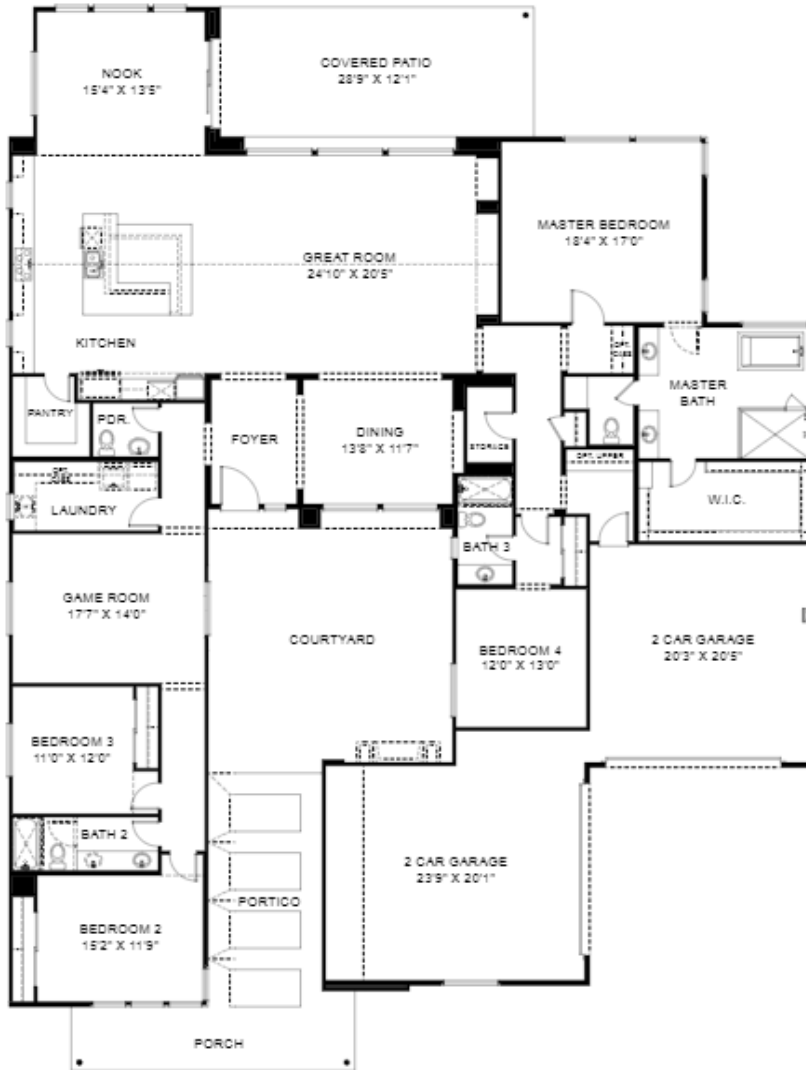 NOOK
15'4" X 13'5"
COVERED PATIO
28'9" X 12'1"
MASTER BEDROOM
18'4" X 17'0"
GREAT ROOM
24'10" X 20'5"
KITCHEN
MASTER
BATH
PANTRY
PDR.
FOYER
DINING
13'8" X 11'7"
STORAGE
OPT. UPPER
W.I.C.
LAUNDRY
BATH 3
GAME ROOM
17'7" X 14'0"
COURTYARD
BEDROOM 4
12'0" X 13'0"
2 CAR GARAGE
20'3" X 20'5"
BEDROOM 3
11'0" X 12'0"
BATH 2
2 CAR GARAGE
23'9" X 20'1"
PORTICO
BEDROOM 2
15'2" X 11'9"
PORCH